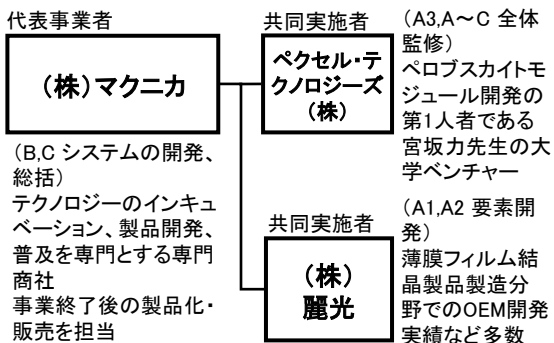 代表事業者
(株)マクニカ
(B,C システムの開発、
総括)
テクノロジーのインキュ
ベーション、製品開発、
普及を専門とする専門
商社
事業終了後の製品化・
販売を担当
共同実施者
ペクセル・テ
クノロジーズ
(株)
(A3,A～C 全体
監修)
ペロブスカイトモ
ジュール開発の
第1人者である
宮坂力先生の大
学ベンチャー
共同実施者
(株)
麗光
(A1,A2 要素開
発)
薄膜フィルム結
晶製品製造分
野でのOEM開発
実績など多数